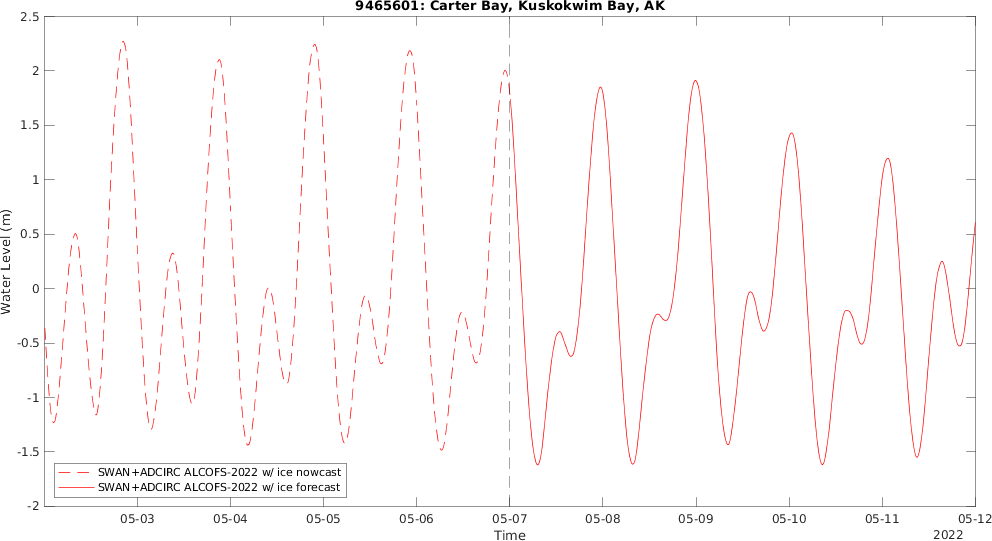 9465601: Carter Bay, Kuskokwim Bay, AK
Water Level (m)
2.5
2
1.5
1
0.5
0
-0.5
-1
-1.5
-2
SWAN+ADCIRC ALCOFS-2022 w/ ice nowcast
SWAN+ADCIRC ALCOFS-2022 w/ ice forecast
05-03 05-04 05-05 05-06 05-07 05-08 05-09 05-10 05-11 05-12
Time
2022